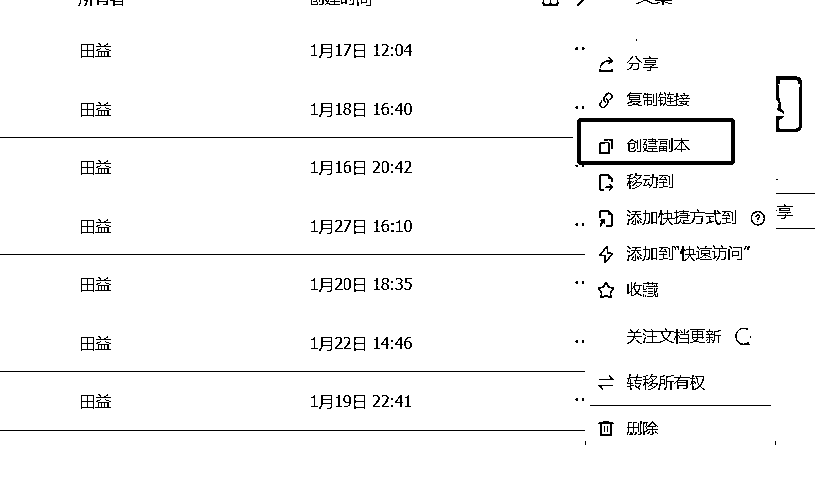 所有者 创建时间
田益 1月17日 12:04
田益 1月18日 16:40
田益 1月16日 20:42
田益 1月27日 16:10
田益 1月20日 18:35
田益 1月22日 14:46
田益 1月19日 22:41
分享
复制链接
创建副本
移动到
添加快捷方式到
添加到“快速访问”
收藏
关注文档更新
转移所有权
删除
享